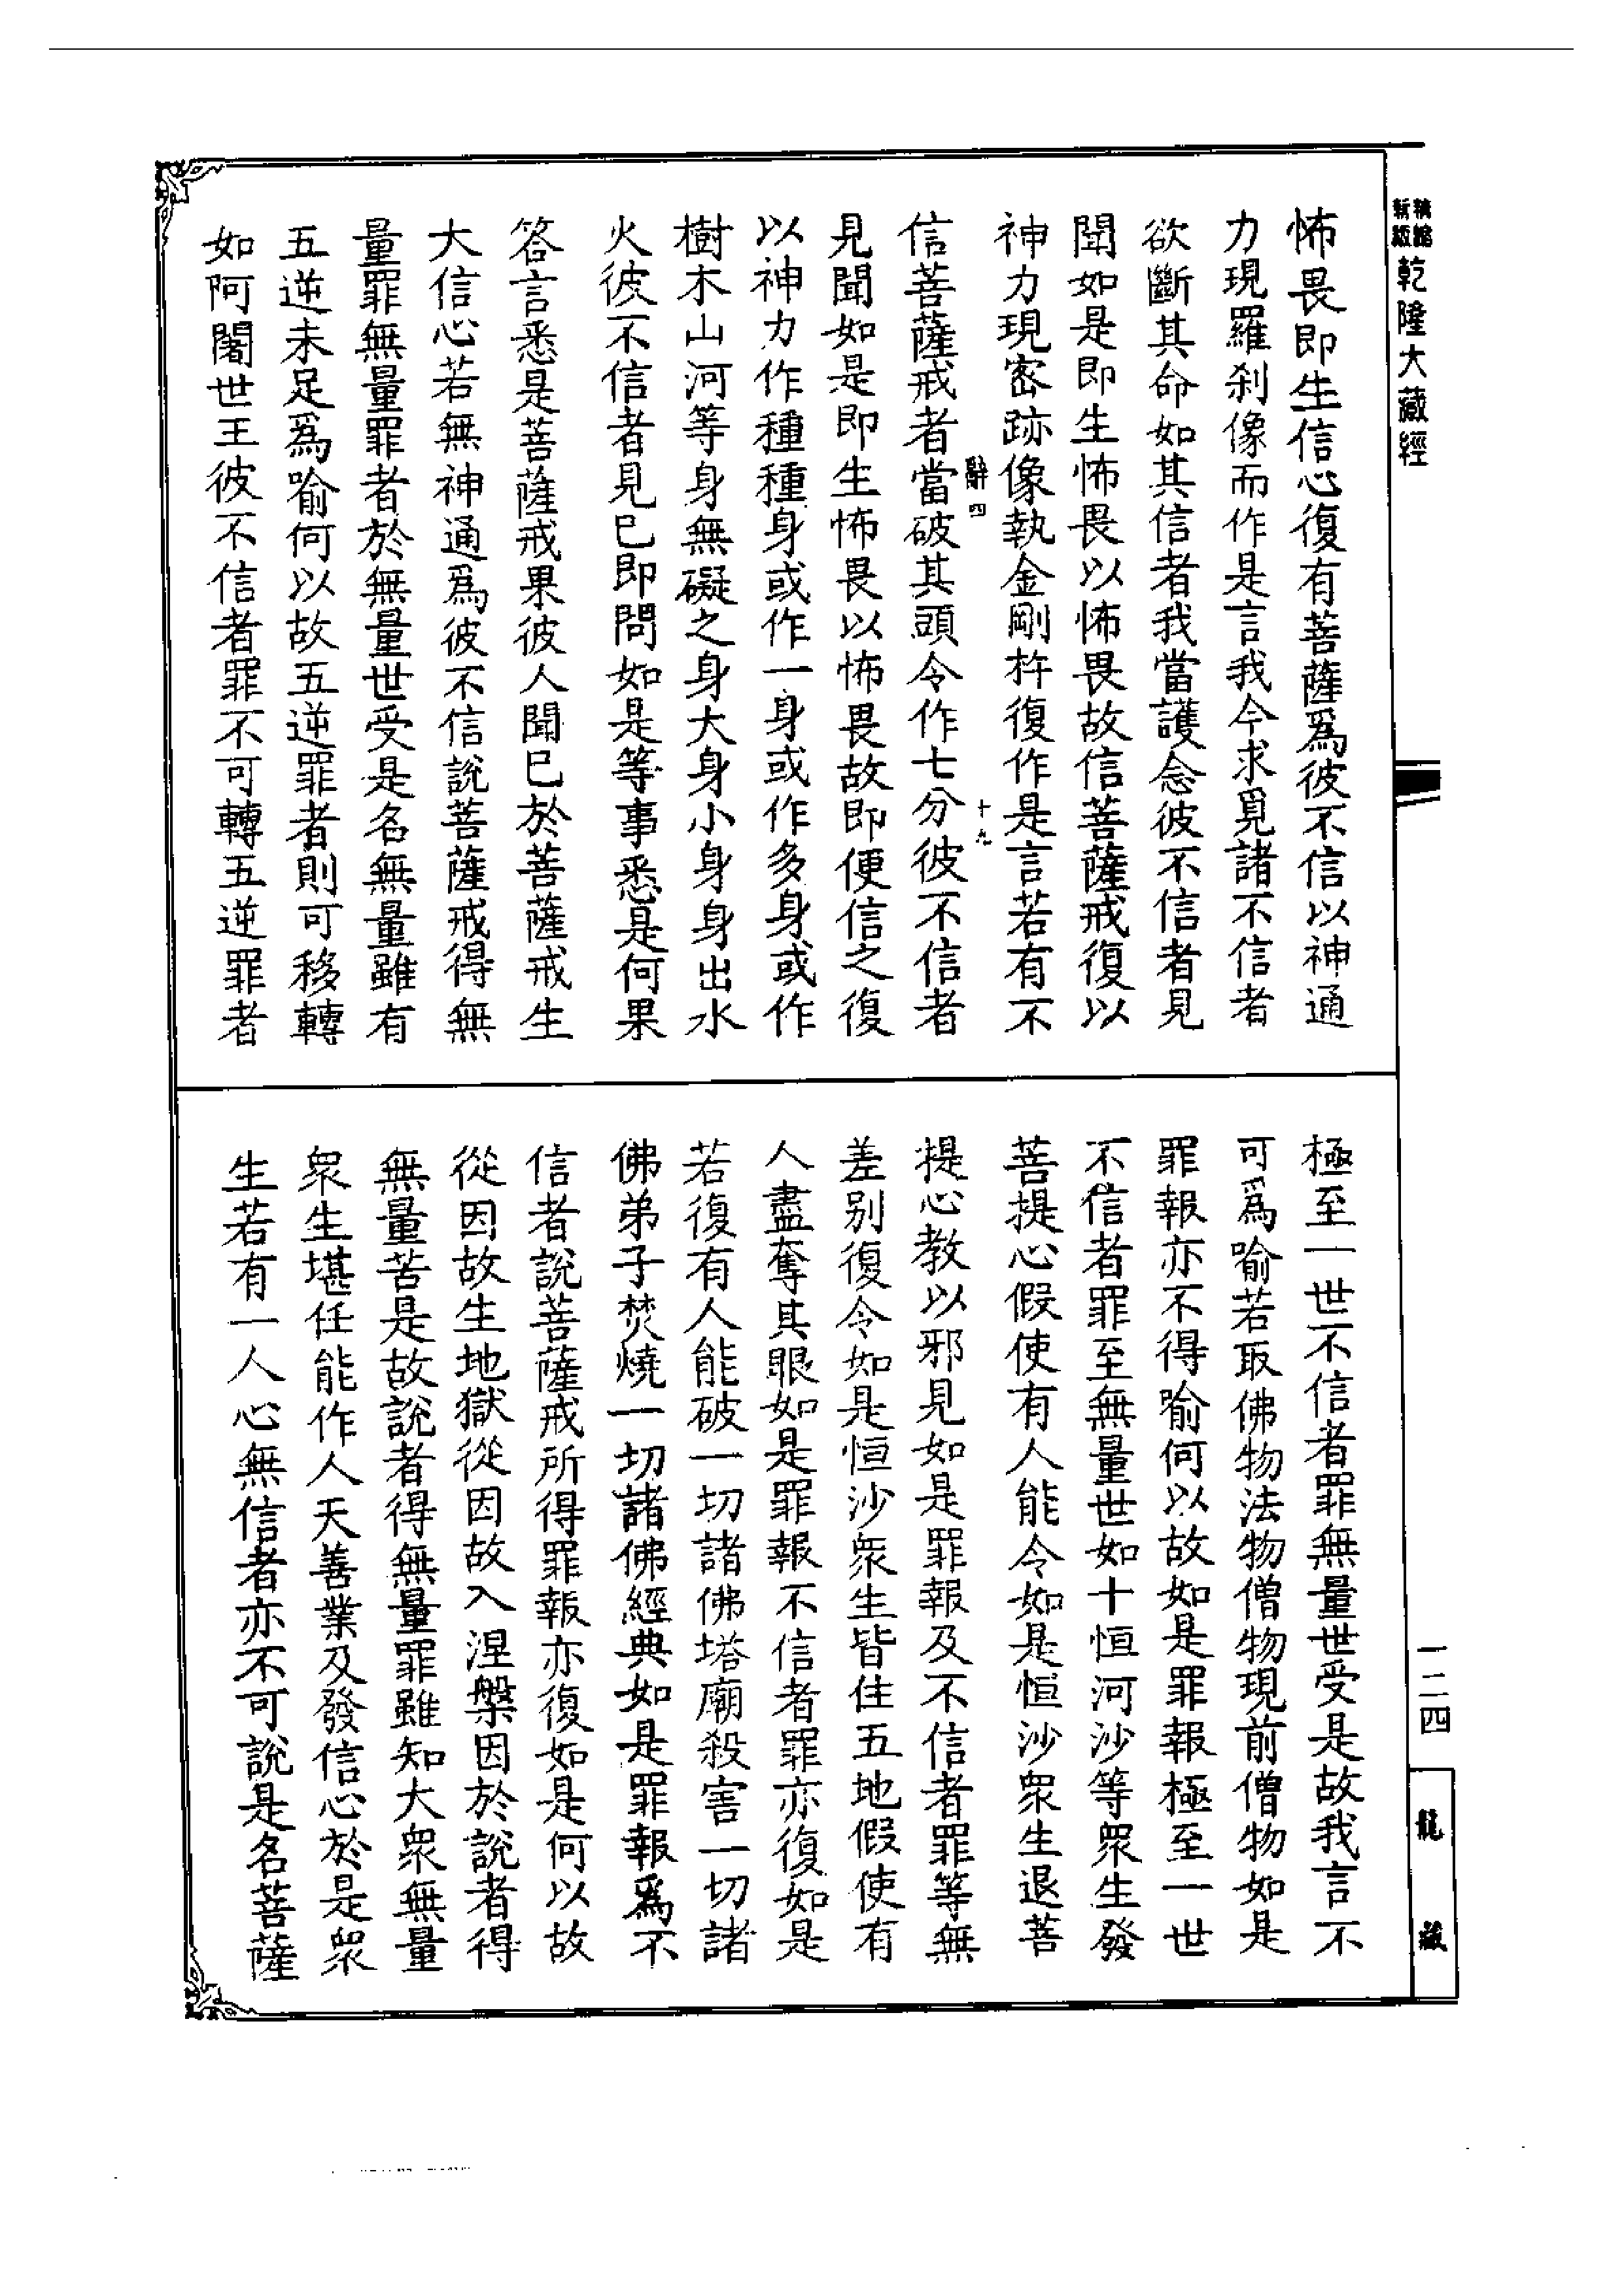 乾隆大藏經
怖畏即生信心復有菩薩爲彼不信以神通
力現羅刹像而作是言我今求覓諸不信者
欲斷其命如其信者我當護念彼不信者見
聞如是即生怖畏以怖畏故信菩薩戒復以
神力現密跡像執金剛杵復作是言若有不
辭四 十九
信菩薩戒者當破其頭令作七分彼不信者
見聞如是即生怖畏以怖畏故即便信之復
以神力作種種身或作一身或作多身或作
樹木山河等身無礙之身大身小身身出水
火彼不信者見已即問如是等事悉是何果
答言悉是菩薩戒果彼人聞已於菩薩戒生
大信心若無神通爲彼不信說菩薩戒得無
量罪無量罪者於無量世受是名無量雖有
五逆未足爲喻何以故五逆罪者則可移轉
如阿闍世王彼不信者罪不可轉五逆罪者
極至一世不信者罪無量世受是故我言不
可爲喻若取佛物法物僧物現前僧物如是
罪報亦不得喻何以故如是罪報極至一世
不信者罪至無量世如十恒河沙等衆生發
菩提心假使有人能令如是恒沙衆生退菩
提心教以邪見如是罪報及不信者罪等無
差别復令如是恒沙衆生皆住五地假使有
人盡奪其眼如是罪報不信者罪亦復如是
若復有人能破一切諸佛塔廟殺害一切諸
佛弟子焚燒一切諸佛經典如是罪報爲不
信者說菩薩戒所得罪報亦復如是何以故
從因故生地獄從因故入涅槃因於說者得
無量苦是故說者得無量罪雖知大衆無量
衆生堪任能作人天善業及發信心於是衆
生若有一人心無信者亦不可說是名菩薩
一二四
龍藏